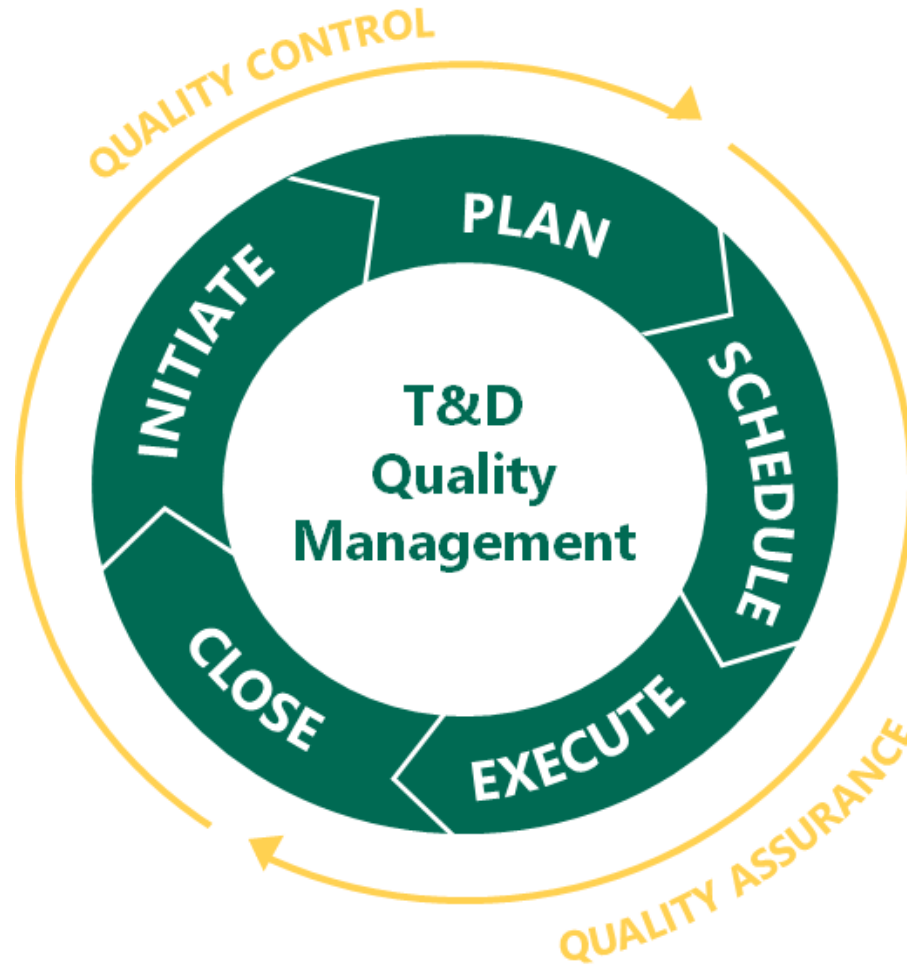 QUALITY CONTROL
INITIATE
PLAN
SCHEDULE
EXECUTE
CLOSE
T&D
Quality
Management
QUALITY ASSURANCE